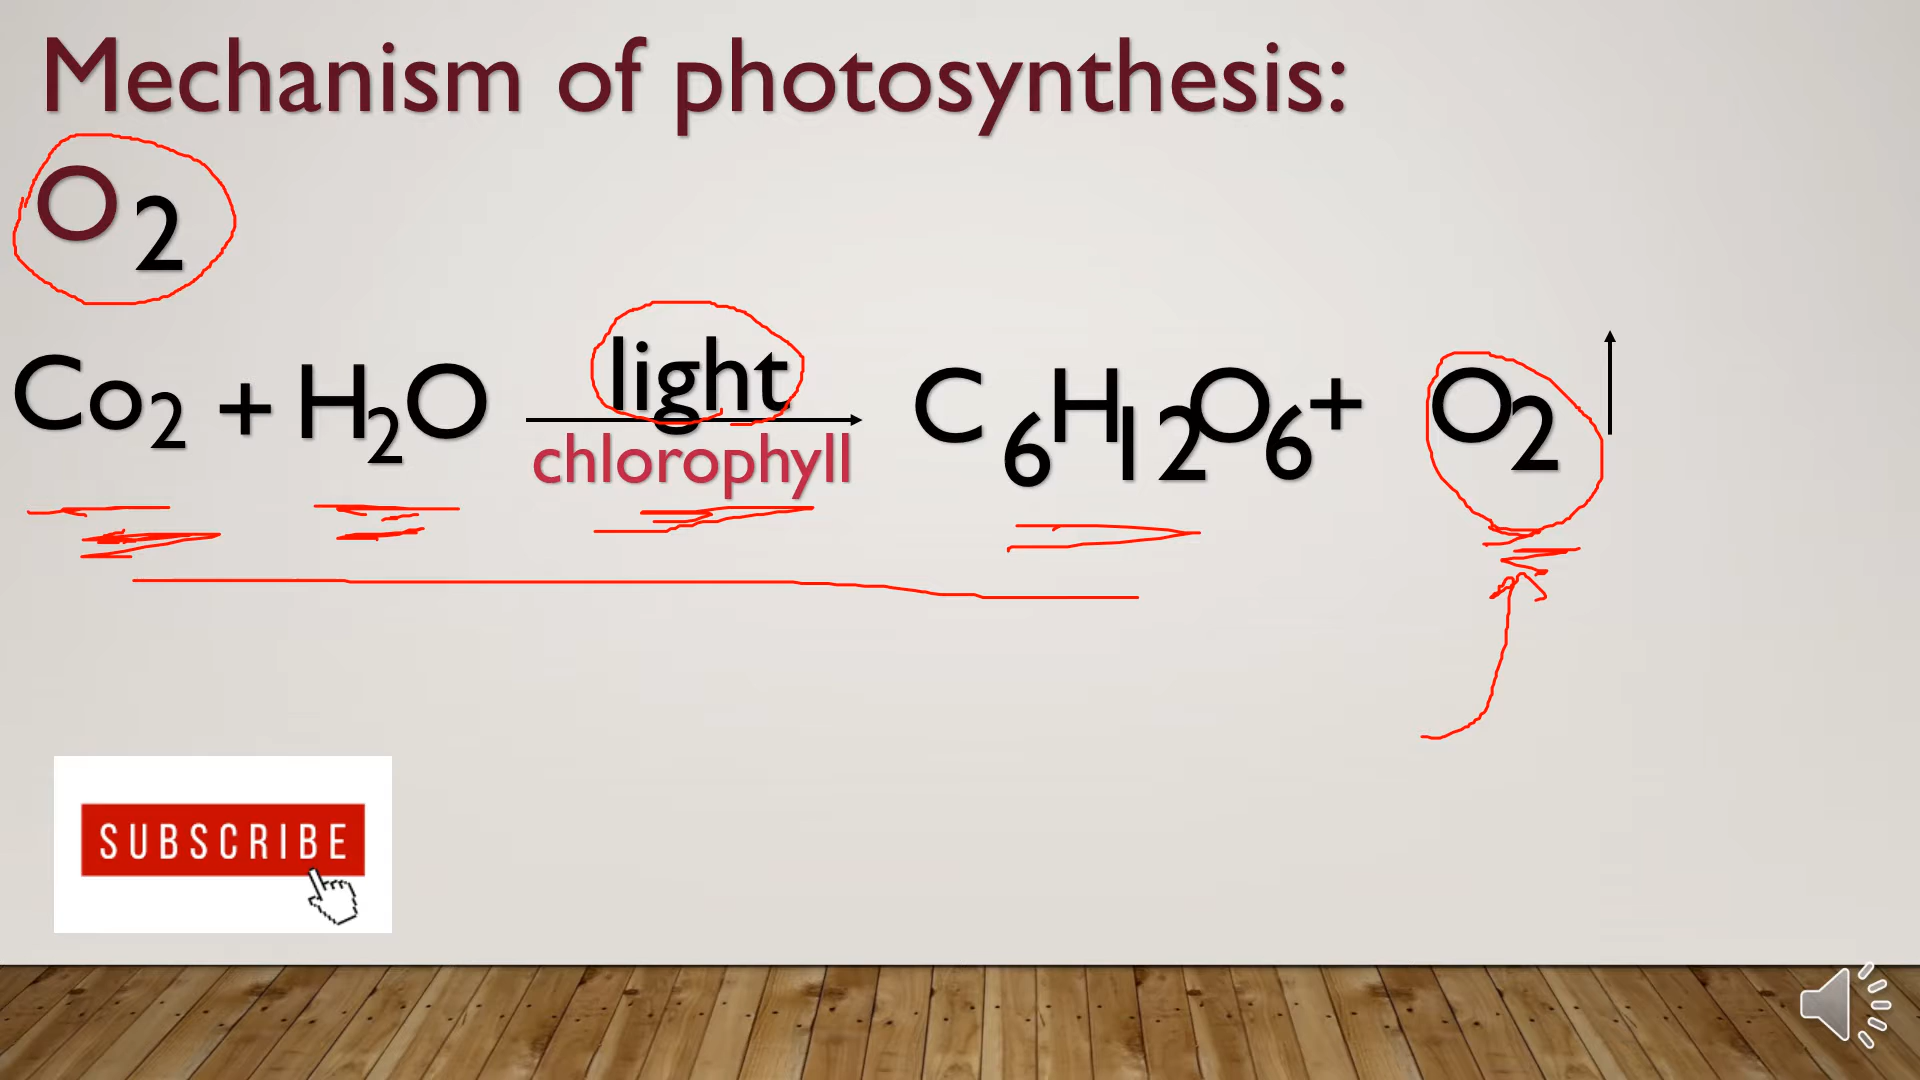 Mechanism of photosynthesis:
O2
Co2 + H2O light chlorophyll C6H12O6+ O2
SUBSCRIBE